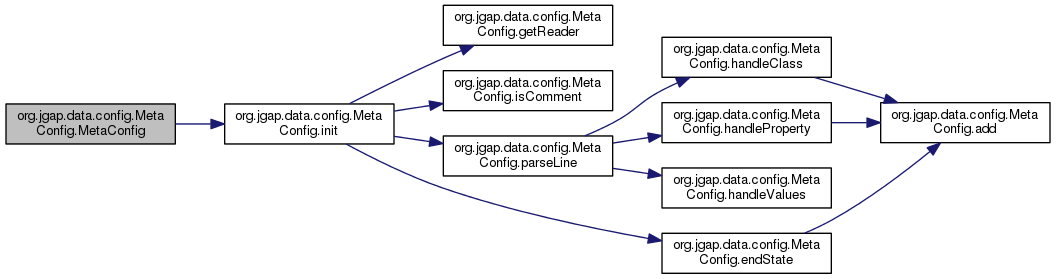 org.jgap.data.config.Meta
Config.MetaConfig
org.jgap.data.config.Meta
Config.init
org.jgap.data.config.Meta
Config.getReader
org.jgap.data.config.Meta
Config.isComment
org.jgap.data.config.Meta
Config.parseLine
org.jgap.data.config.Meta
Config.handleClass
org.jgap.data.config.Meta
Config.handleProperty
org.jgap.data.config.Meta
Config.handleValues
org.jgap.data.config.Meta
Config.endState
org.jgap.data.config.Meta
Config.add